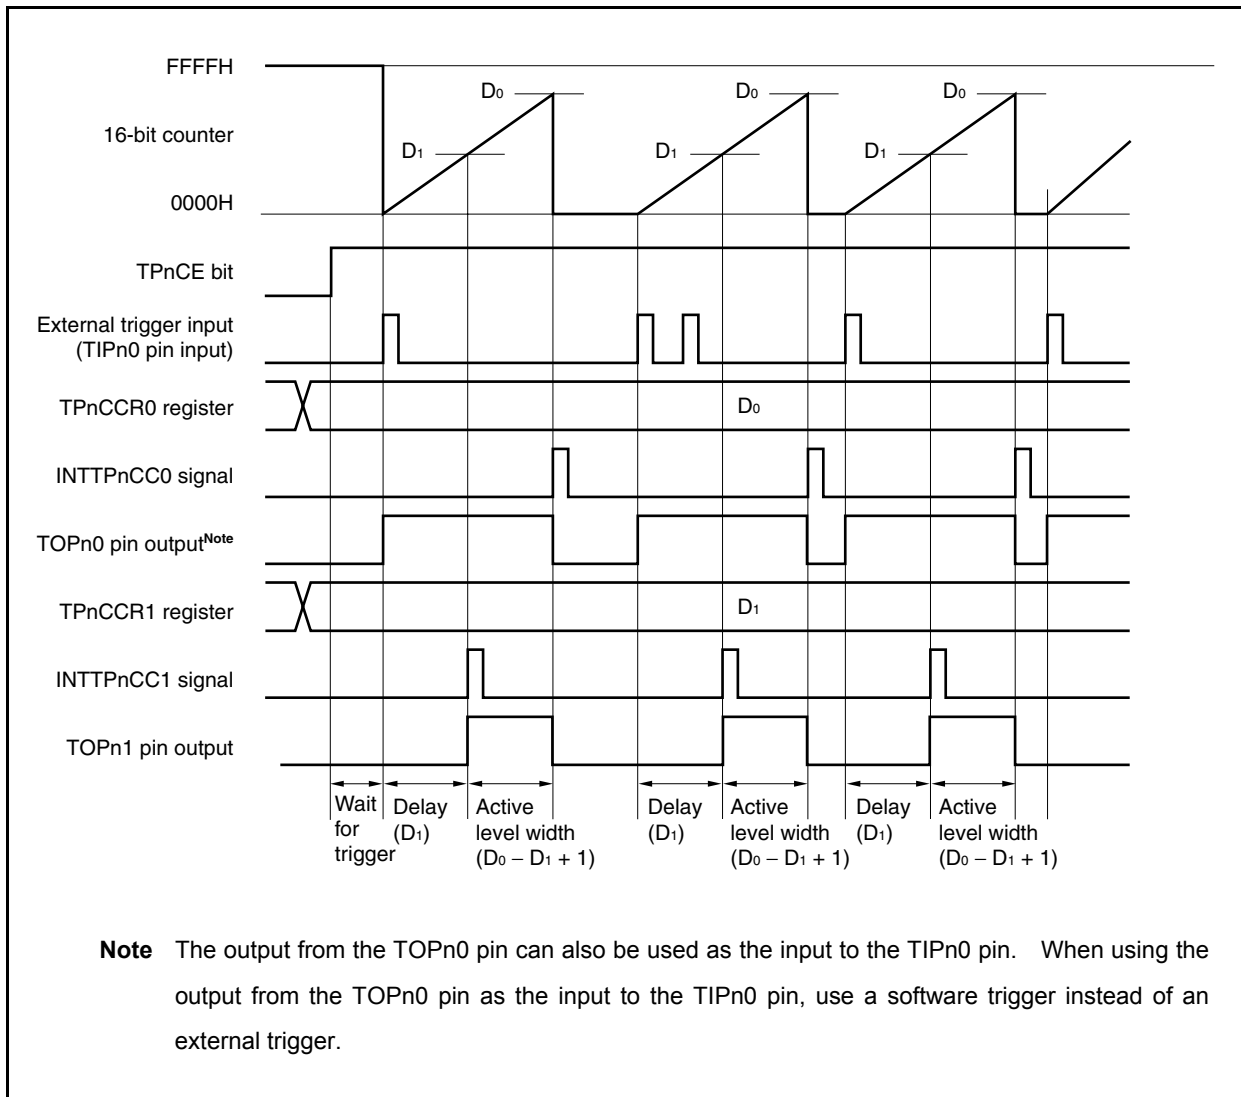 FFFFH
D0 D0 D0
16-bit counter
D1 D1 D1
0000H
TPnCE bit
External trigger input
(TIPn0 pin input)
TPnCCR0 register D0
INTTPnCC0 signal
TOPn0 pin outputNote
TPnCCR1 register D1
INTTPnCC1 signal
TOPn1 pin output
Wait
for
trigger
Delay
(D1)
Active
level width
(D0 – D1 + 1)
Delay
(D1)
Active
level width
(D0 – D1 + 1)
Delay
(D1)
Active
level width
(D0 – D1 + 1)
Note The output from the TOPn0 pin can also be used as the input to the TIPn0 pin. When using the
output from the TOPn0 pin as the input to the TIPn0 pin, use a software trigger instead of an
external trigger.